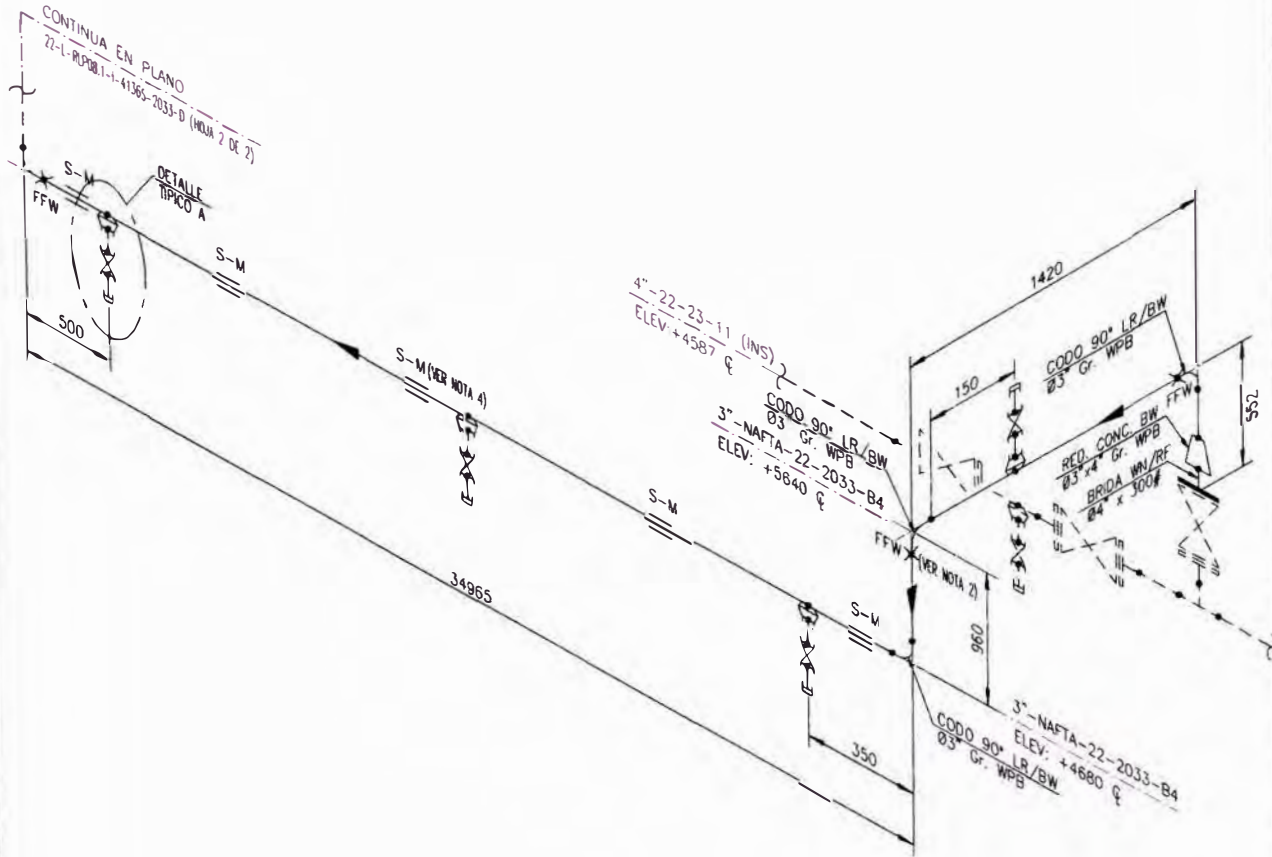 CONTINUA EN PLANO
22-L-RLP08.1-1-41365-2033-D (HOJA 2 DE 2)
S-M
FFW
DETALLE
TIPICO A
S-M
500
S-M (VER NOTA 4)
34965
S-M
S-M
350
4"-22-23-11 (INS)
ELEV: +4587 ℄
CODO 90° LR/BW
Ø3" Gr. WPB
3"-NAFTA-22-2033-B4
ELEV: +5640 ℄
1420
150
CODO 90° LR/BW
Ø3" Gr. WPB
FFW
552
RED. CONC. BW
Ø3"x4" Gr. WPB
BRIDA WN/RF
Ø4" x 300#
FFW
(VER NOTA 2)
960
3"-NAFTA-22-2033-B4
ELEV: +4680 ℄
CODO 90° LR/BW
Ø3" Gr. WPB